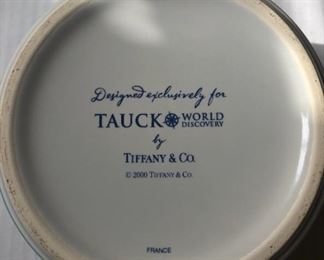 Designed exclusively for
TAUCK WORLD DISCOVERY
by
TIFFANY & CO.
© 2000 TIFFANY & CO.
FRANCE